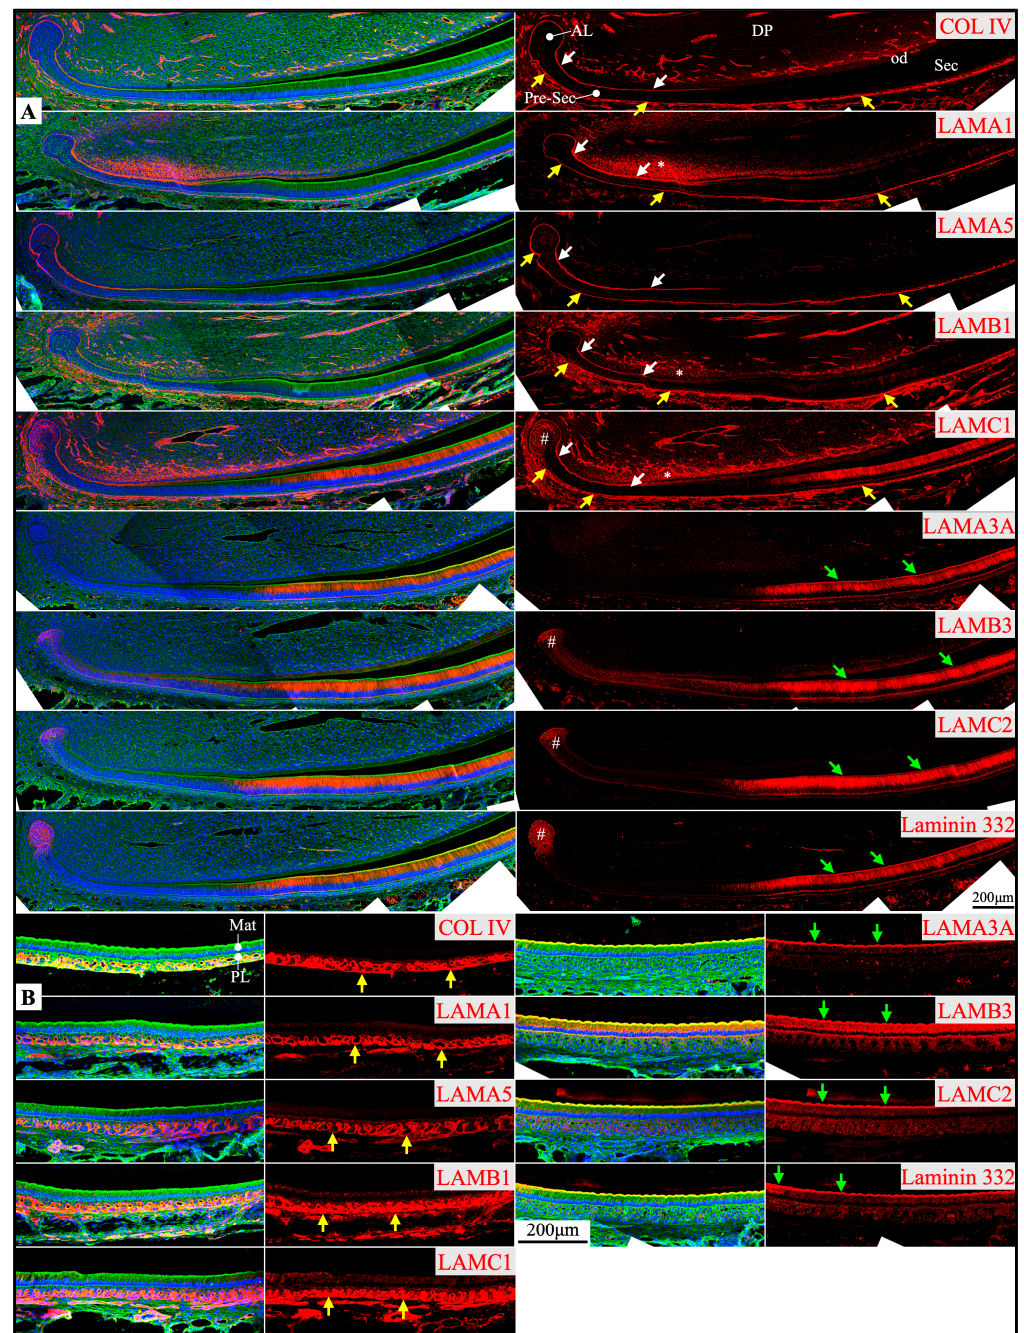 A
COL IV
AL
DP
od
Sec
Pre-Sec
LAMA1
*
LAMA5
LAMB1
*
LAMC1
#
*
LAMA3A
LAMB3
#
LAMC2
#
Laminin 332
#
200µm
B
Mat
PL
COL IV
LAMA1
LAMA5
LAMB1
LAMC1
LAMA3A
LAMB3
LAMC2
Laminin 332
200µm